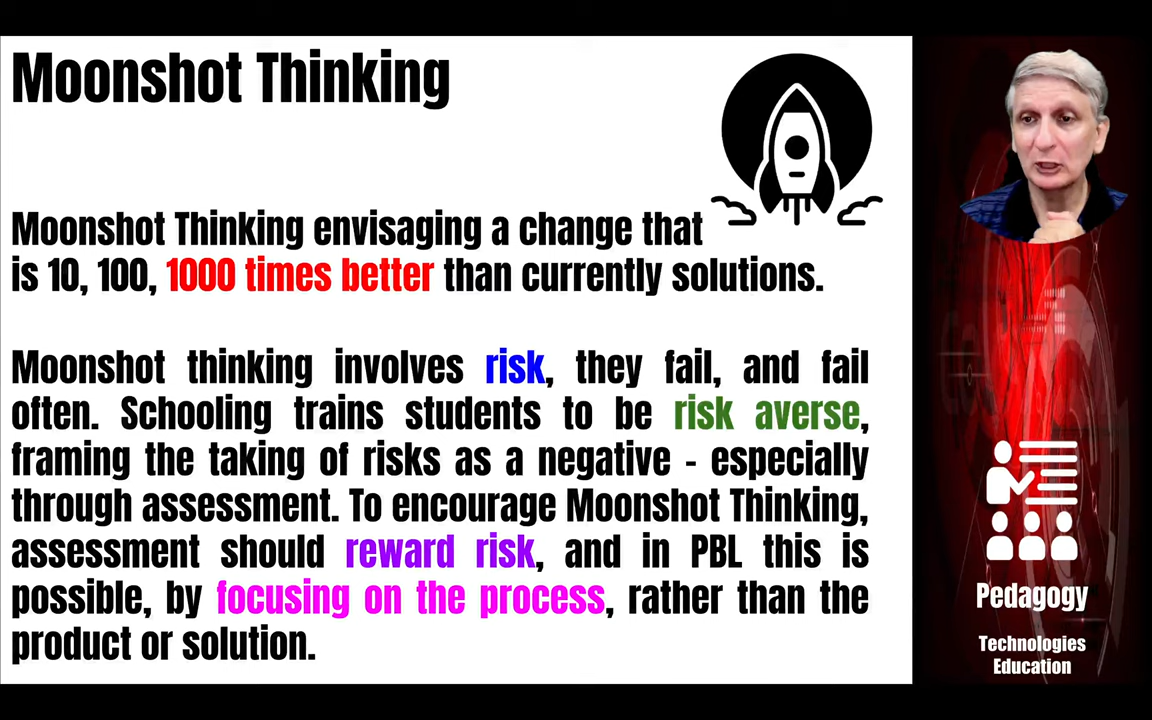 Moonshot Thinking
Moonshot Thinking envisaging a change that
is 10, 100, 1000 times better than currently solutions.
Moonshot thinking involves risk, they fail, and fail
often. Schooling trains students to be risk averse,
framing the taking of risks as a negative - especially
through assessment. To encourage Moonshot Thinking,
assessment should reward risk, and in PBL this is
possible, by focusing on the process, rather than the
product or solution.
Pedagogy
Technologies
Education